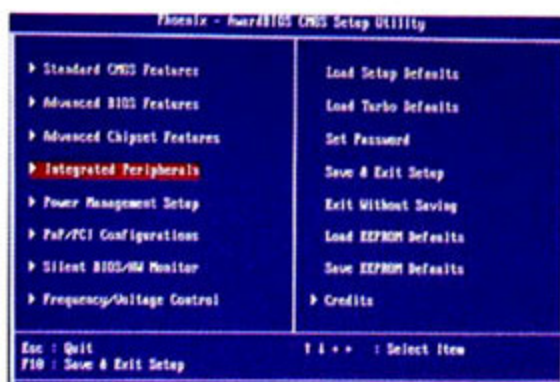 Phoenix - AwardBIOS CMOS Setup Utility
Standard CMOS Features
Advanced BIOS Features
Advanced Chipset Features
Integrated Peripherals
Power Management Setup
PnP/PCI Configurations
Silent BIOS/HW Monitor
Frequency/Voltage Control
Load Setup Defaults
Load Turbo Defaults
Set Password
Save & Exit Setup
Exit Without Saving
Load EEPROM Defaults
Save EEPROM Defaults
Credits
Esc : Quit
F10 : Save & Exit Setup
↑ ↓ → ← : Select Item